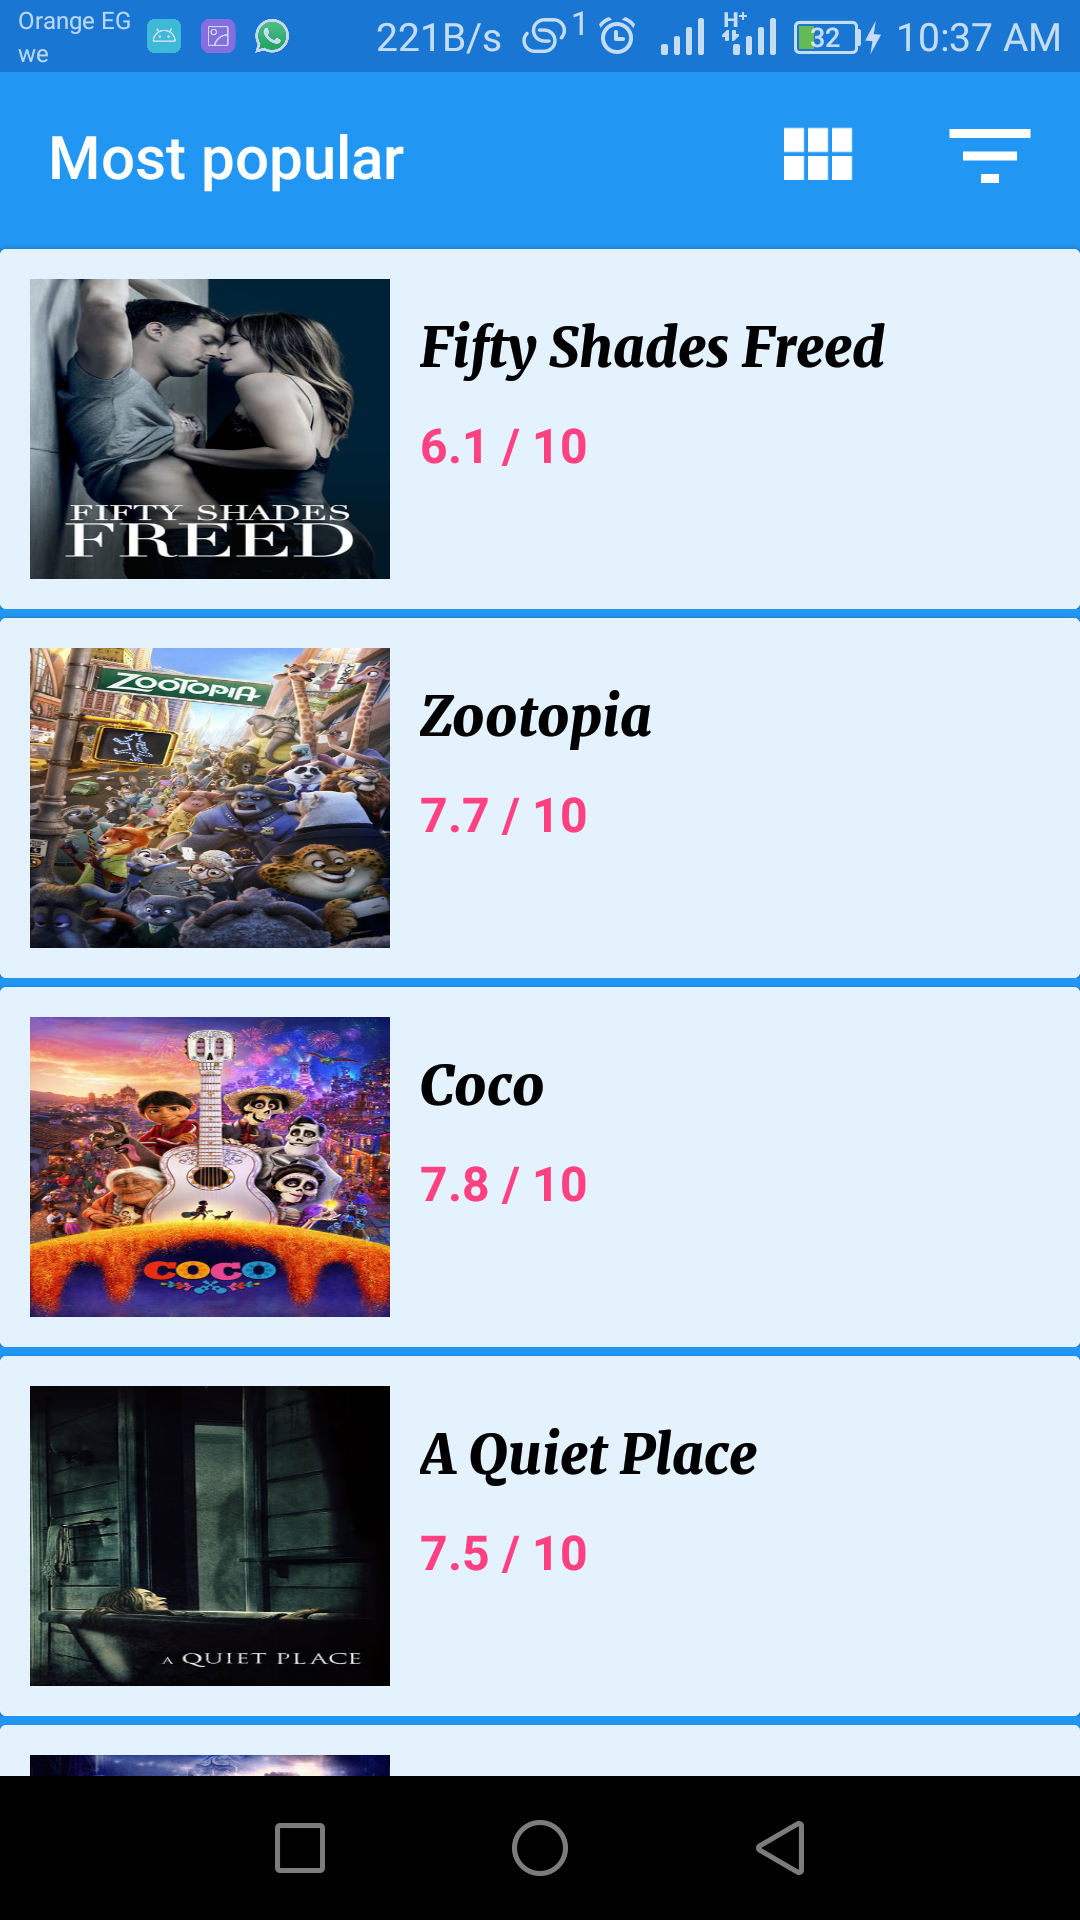 Orange EG
we
221B/s 1 H+ 32 10:37 AM
Most popular
FIFTY SHADES
FREED
Fifty Shades Freed
6.1 / 10
ZOOTOPIA
Zootopia
7.7 / 10
COCO
Coco
7.8 / 10
A QUIET PLACE
A Quiet Place
7.5 / 10